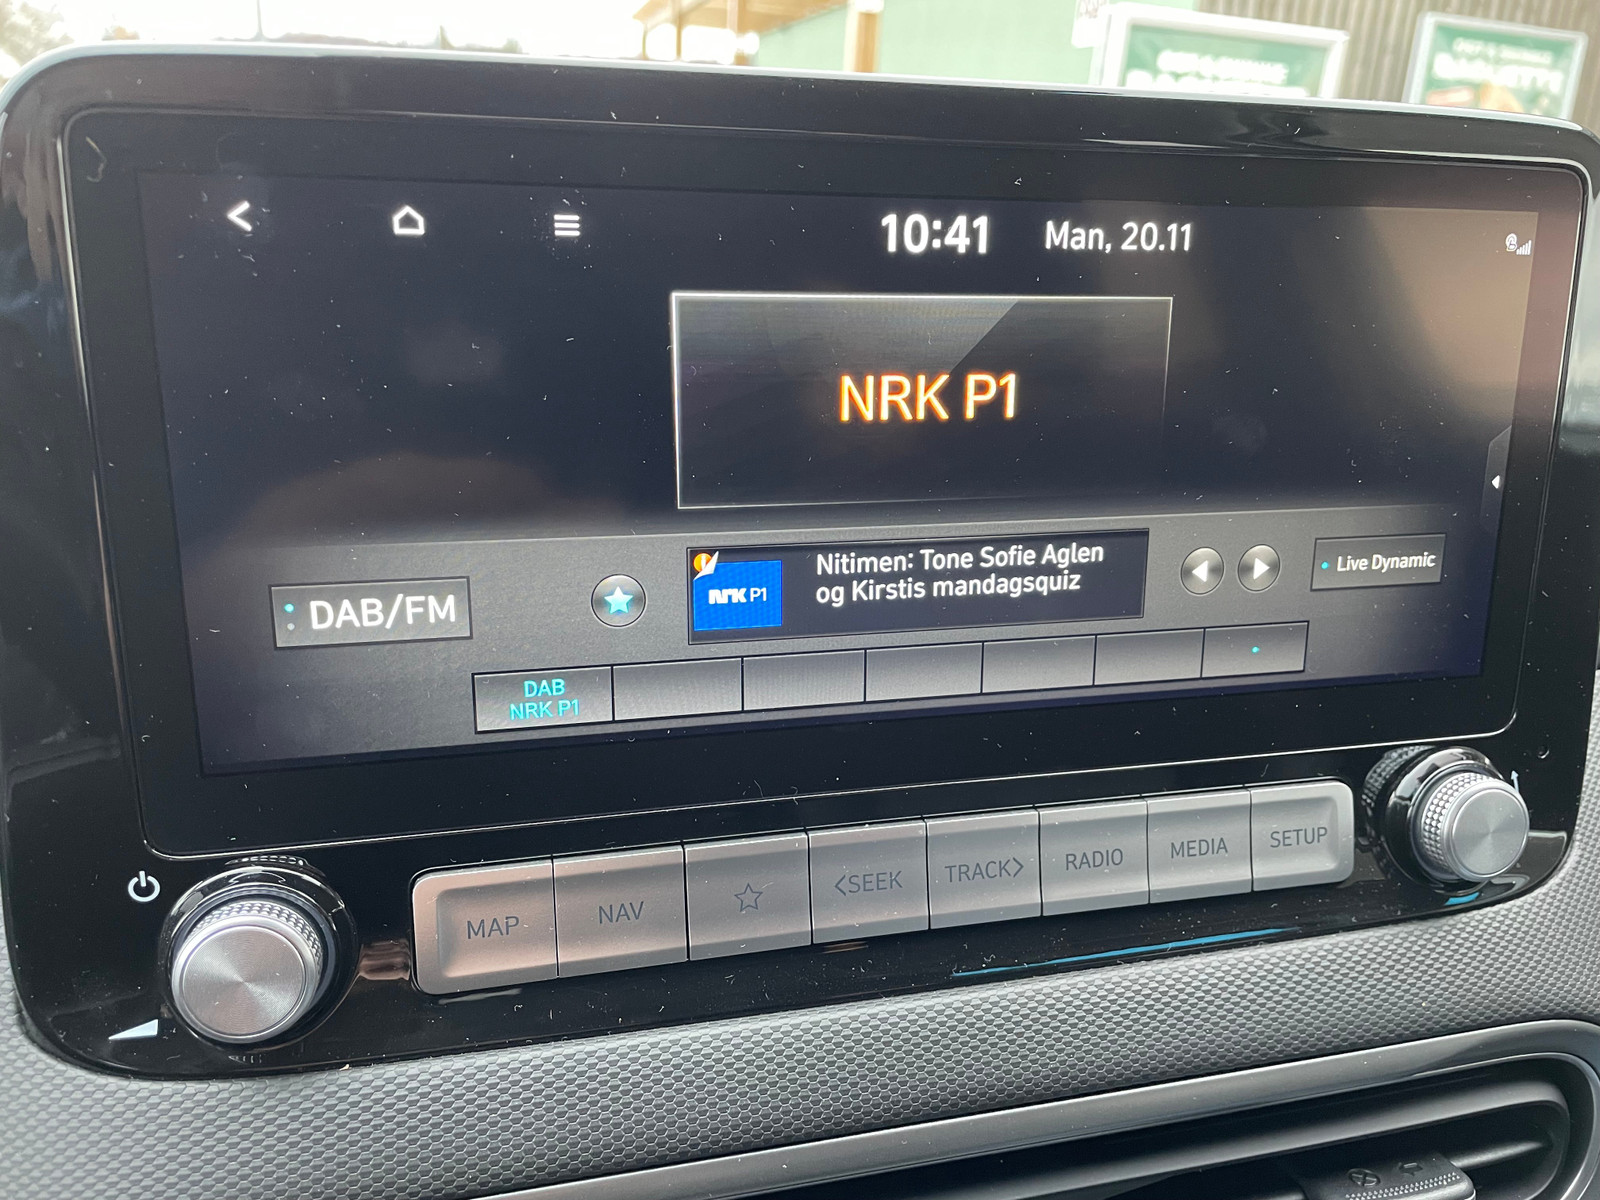 10:41 Man, 20.11
NRK P1
DAB/FM
NRK P1
Nitimen: Tone Sofie Aglen
og Kirstis mandagsquiz
Live Dynamic
DAB
NRK P1
MAP NAV <SEEK TRACK> RADIO MEDIA SETUP